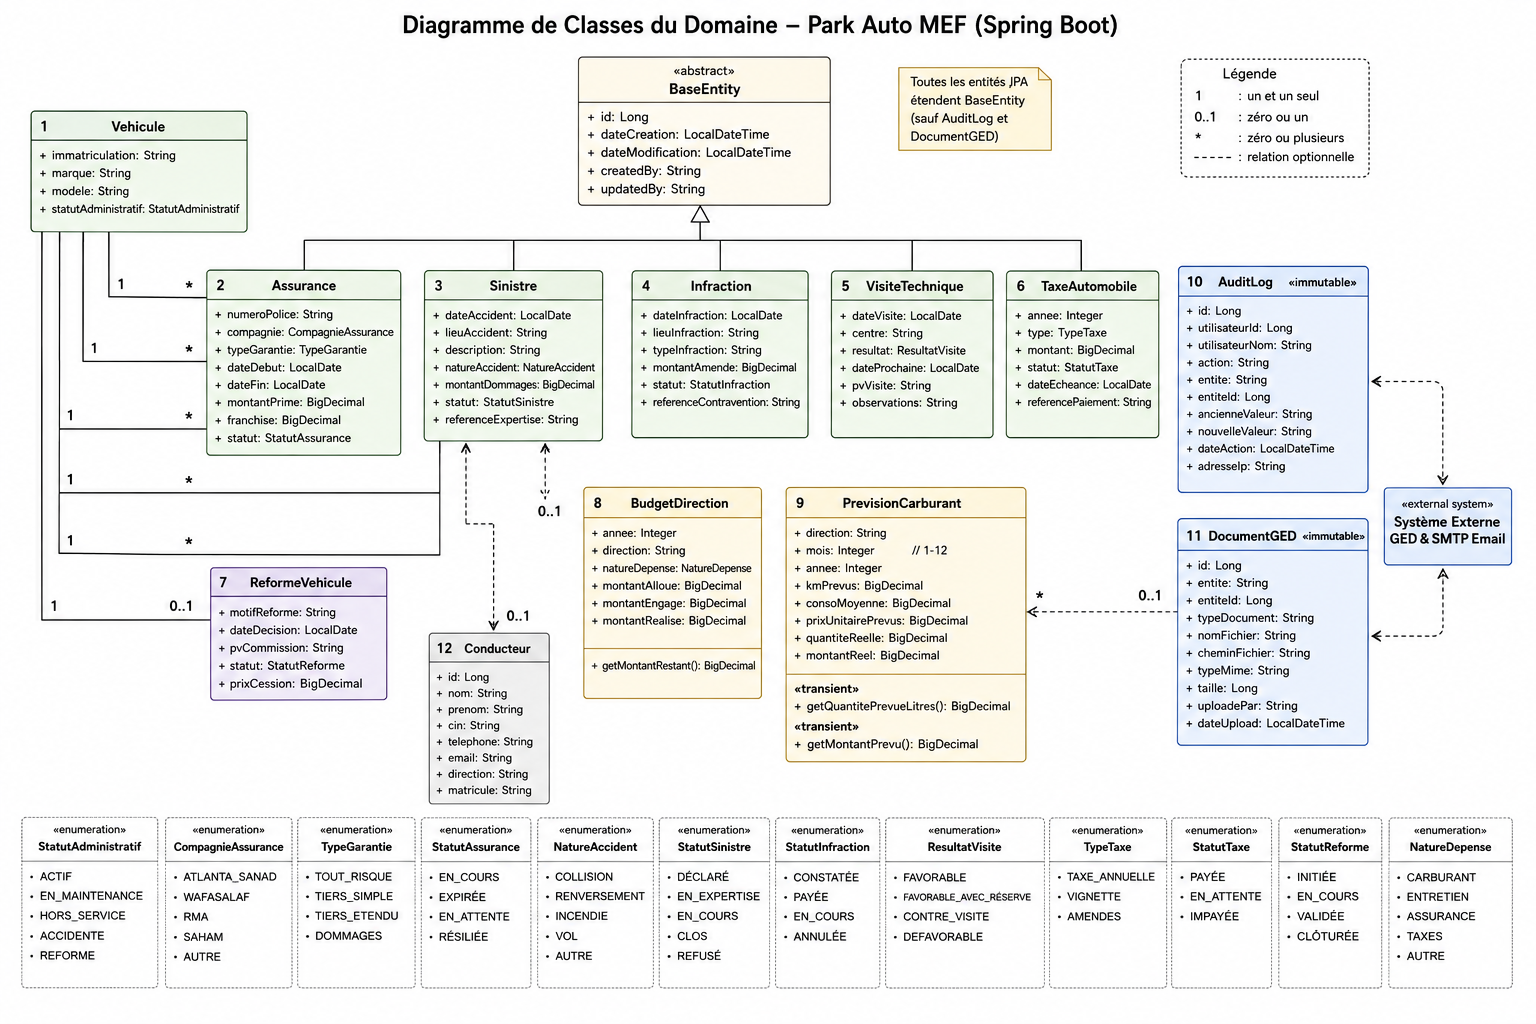 Diagramme de Classes du Domaine – Park Auto MEF (Spring Boot)
«abstract»
BaseEntity
+ id: Long
+ dateCreation: LocalDateTime
+ dateModification: LocalDateTime
+ createdBy: String
+ updatedBy: String
Toutes les entités JPA
étendent BaseEntity
(sauf AuditLog et
DocumentGED)
Légende
1 : un et un seul
0..1 : zéro ou un
* : zéro ou plusieurs
----- : relation optionnelle
1 Vehicule
+ immatriculation: String
+ marque: String
+ modele: String
+ statutAdministratif: StatutAdministratif
1 *
1 *
1 *
1 *
1 *
1 0..1
2 Assurance
+ numeroPolice: String
+ compagnie: CompagnieAssurance
+ typeGarantie: TypeGarantie
+ dateDebut: LocalDate
+ dateFin: LocalDate
+ montantPrime: BigDecimal
+ franchise: BigDecimal
+ statut: StatutAssurance
3 Sinistre
+ dateAccident: LocalDate
+ lieuAccident: String
+ description: String
+ natureAccident: NatureAccident
+ montantDommages: BigDecimal
+ statut: StatutSinistre
+ referenceExpertise: String
4 Infraction
+ dateInfraction: LocalDate
+ lieuInfraction: String
+ typeInfraction: String
+ montantAmende: BigDecimal
+ statut: StatutInfraction
+ referenceContravention: String
5 VisiteTechnique
+ dateVisite: LocalDate
+ centre: String
+ resultat: ResultatVisite
+ dateProchaine: LocalDate
+ pvVisite: String
+ observations: String
6 TaxeAutomobile
+ annee: Integer
+ type: TypeTaxe
+ montant: BigDecimal
+ statut: StatutTaxe
+ dateEcheance: LocalDate
+ referencePaiement: String
10 AuditLog «immutable»
+ id: Long
+ utilisateurId: Long
+ utilisateurNom: String
+ action: String
+ entite: String
+ entiteId: Long
+ ancienneValeur: String
+ nouvelleValeur: String
+ dateAction: LocalDateTime
+ adresseIp: String
0..1
0..1
7 ReformeVehicule
+ motifReforme: String
+ dateDecision: LocalDate
+ pvCommission: String
+ statut: StatutReforme
+ prixCession: BigDecimal
12 Conducteur
+ id: Long
+ nom: String
+ prenom: String
+ cin: String
+ telephone: String
+ email: String
+ direction: String
+ matricule: String
8 BudgetDirection
+ annee: Integer
+ direction: String
+ natureDepense: NatureDepense
+ montantAlloue: BigDecimal
+ montantEngage: BigDecimal
+ montantRealise: BigDecimal
+ getMontantRestant(): BigDecimal
9 PrevisionCarburant
+ direction: String
+ mois: Integer // 1-12
+ annee: Integer
+ kmPrevus: BigDecimal
+ consoMoyenne: BigDecimal
+ prixUnitairePrevus: BigDecimal
+ quantiteReelle: BigDecimal
+ montantReel: BigDecimal
«transient»
+ getQuantitePrevueLitres(): BigDecimal
«transient»
+ getMontantPrevu(): BigDecimal
* 0..1
11 DocumentGED «immutable»
+ id: Long
+ entite: String
+ entiteId: Long
+ typeDocument: String
+ nomFichier: String
+ cheminFichier: String
+ typeMime: String
+ taille: Long
+ uploadePar: String
+ dateUpload: LocalDateTime
«external system»
Système Externe
GED & SMTP Email
«enumeration»
StatutAdministratif
• ACTIF
• EN_MAINTENANCE
• HORS_SERVICE
• ACCIDENTE
• REFORME
«enumeration»
CompagnieAssurance
• ATLANTA_SANAD
• WAFASALAF
• RMA
• SAHAM
• AUTRE
«enumeration»
TypeGarantie
• TOUT_RISQUE
• TIERS_SIMPLE
• TIERS_ETENDU
• DOMMAGES
«enumeration»
StatutAssurance
• EN_COURS
• EXPIRÉE
• EN_ATTENTE
• RÉSILIÉE
«enumeration»
NatureAccident
• COLLISION
• RENVERSEMENT
• INCENDIE
• VOL
• AUTRE
«enumeration»
StatutSinistre
• DÉCLARÉ
• EN_EXPERTISE
• EN_COURS
• CLOS
• REFUSÉ
«enumeration»
StatutInfraction
• CONSTATÉE
• PAYÉE
• EN_COURS
• ANNULÉE
«enumeration»
ResultatVisite
• FAVORABLE
• FAVORABLE_AVEC_RÉSERVE
• CONTRE_VISITE
• DEFAVORABLE
«enumeration»
TypeTaxe
• TAXE_ANNUELLE
• VIGNETTE
• AMENDES
«enumeration»
StatutTaxe
• PAYÉE
• EN_ATTENTE
• IMPAYÉE
«enumeration»
StatutReforme
• INITIÉE
• EN_COURS
• VALIDÉE
• CLÔTURÉE
«enumeration»
NatureDepense
• CARBURANT
• ENTRETIEN
• ASSURANCE
• TAXES
• AUTRE